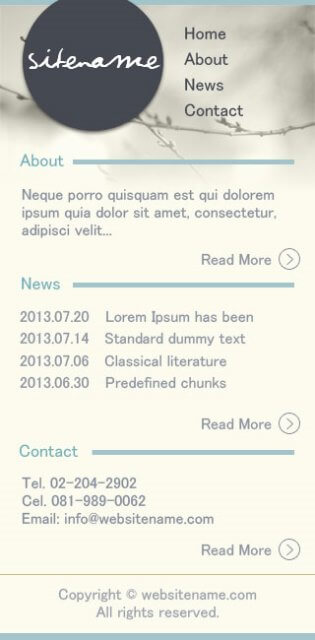 sitename
Home
About
News
Contact
About
Neque porro quisquam est qui dolorem
ipsum quia dolor sit amet, consectetur,
adipisci velit...
Read More
News
2013.07.20 Lorem Ipsum has been
2013.07.14 Standard dummy text
2013.07.06 Classical literature
2013.06.30 Predefined chunks
Read More
Contact
Tel. 02-204-2902
Cel. 081-989-0062
Email: info@websitename.com
Read More
Copyright © websitename.com
All rights reserved.